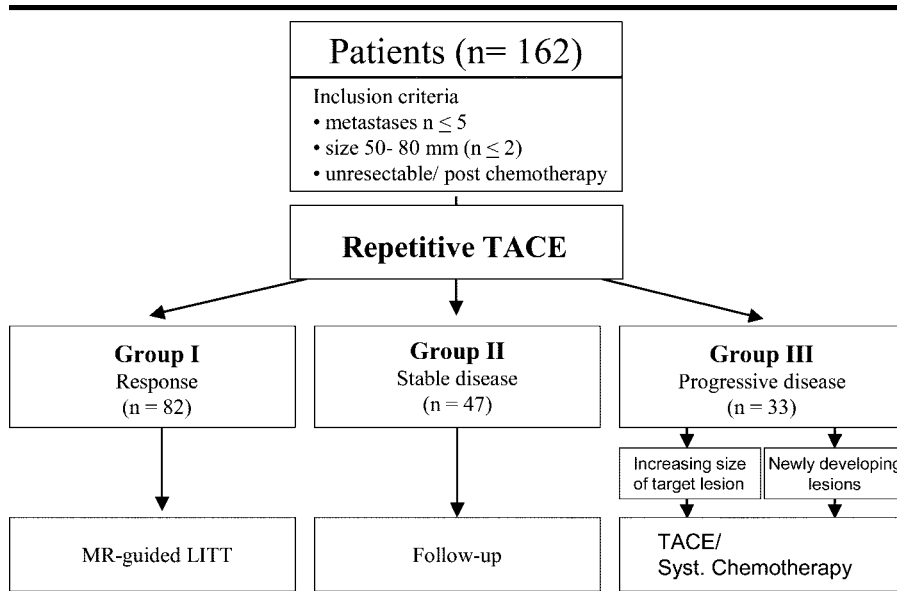 Patients (n= 162)
Inclusion criteria
• metastases n ≤ 5
• size 50- 80 mm (n ≤ 2)
• unresectable/ post chemotherapy
Repetitive TACE
Group I
Response
(n = 82)
Group II
Stable disease
(n = 47)
Group III
Progressive disease
(n = 33)
Increasing size
of target lesion
Newly developing
lesions
MR-guided LITT
Follow-up
TACE/
Syst. Chemotherapy